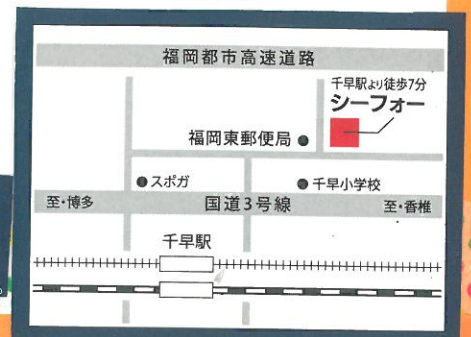 福岡都市高速道路
千早駅より徒歩7分
シーフォー
福岡東郵便局
スポガ
千早小学校
至・博多
国道3号線
至・香椎
千早駅